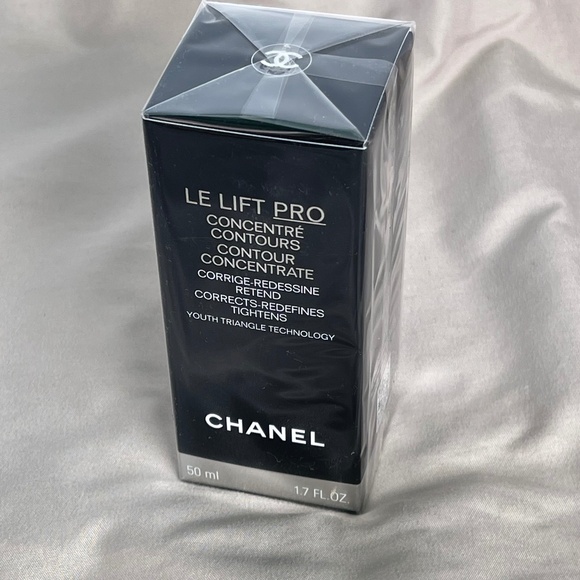 LE LIFT PRO
CONCENTRÉ
CONTOURS
CONTOUR
CONCENTRATE
CORRIGE-REDESSINE
RETEND
CORRECTS-REDEFINES
TIGHTENS
YOUTH TRIANGLE TECHNOLOGY
CHANEL
50 ml 1.7 FL.OZ.